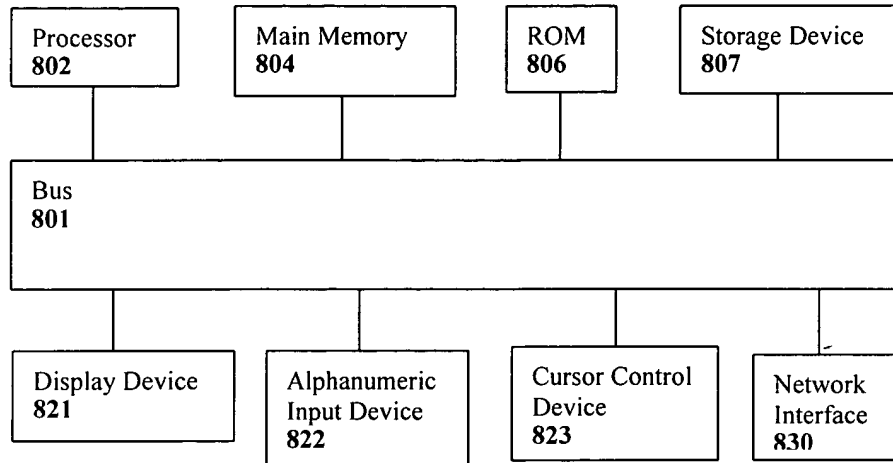 Processor
802
Main Memory
804
ROM
806
Storage Device
807
Bus
801
Display Device
821
Alphanumeric
Input Device
822
Cursor Control
Device
823
Network
Interface
830